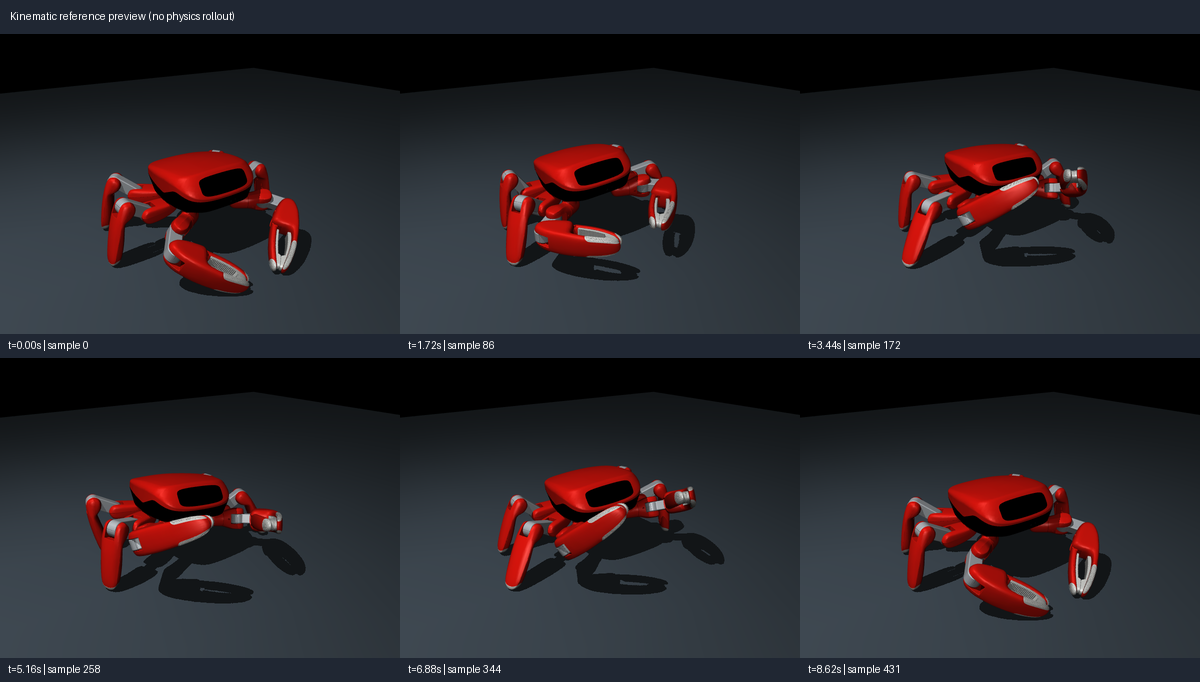 Kinematic reference preview (no physics rollout)
t=0.00s | sample 0
t=1.72s | sample 86
t=3.44s | sample 172
t=5.16s | sample 258
t=6.88s | sample 344
t=8.62s | sample 431